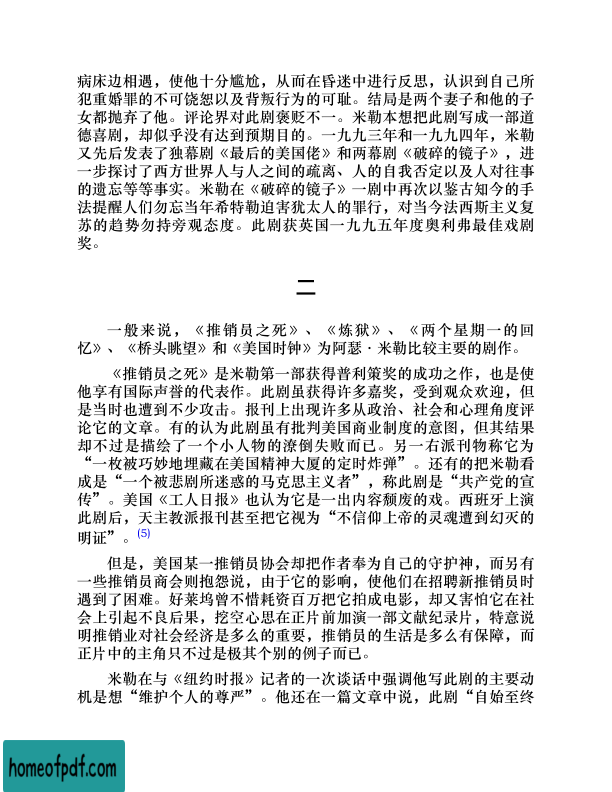 病床边相遇，使他十分尴尬，从而在昏迷中进行反思，认识到自己所
犯重婚罪的不可饶恕以及背叛行为的可耻。结局是两个妻子和他的子
女都抛弃了他。评论界对此剧褒贬不一。米勒本想把此剧写成一部道
德喜剧，却似乎没有达到预期目的。一九九三年和一九九四年，米勒
又先后发表了独幕剧《最后的美国佬》和两幕剧《破碎的镜子》，进
一步探讨了西方世界人与人之间的疏离、人的自我否定以及人对往事
的遗忘等等事实。米勒在《破碎的镜子》一剧中再次以鉴古知今的手
法提醒人们勿忘当年希特勒迫害犹太人的罪行，对当今法西斯主义复
苏的趋势勿持旁观态度。此剧获英国一九九五年度奥利弗最佳戏剧
奖。
二
一般来说，《推销员之死》、《炼狱》、《两个星期一的回
忆》、《桥头眺望》和《美国时钟》为阿瑟·米勒比较主要的剧作。
《推销员之死》是米勒第一部获得普利策奖的成功之作，也是使
他享有国际声誉的代表作。此剧虽获得许多嘉奖，受到观众欢迎，但
是当时也遭到不少攻击。报刊上出现许多从政治、社会和心理角度评
论它的文章。有的认为此剧虽有批判美国商业制度的意图，但其结果
却不过是描绘了一个小人物的潦倒失败而已。另一右派刊物称它为
“一枚被巧妙地埋藏在美国精神大厦的定时炸弹”。还有的把米勒看
成是“一个被悲剧所迷惑的马克思主义者”，称此剧是“共产党的宣
传”。美国《工人日报》也认为它是一出内容颓废的戏。西班牙上演
此剧后，天主教派报刊甚至把它视为“不信仰上帝的灵魂遭到幻灭的
明证”。(5)
但是，美国某一推销员协会却把作者奉为自己的守护神，而另有
一些推销员商会则抱怨说，由于它的影响，使他们在招聘新推销员时
遇到了困难。好莱坞曾不惜耗资百万把它拍成电影，却又害怕它在社
会上引起不良后果，挖空心思在正片前加演一部文献纪录片，特意说
明推销业对社会经济是多么的重要，推销员的生活是多么有保障，而
正片中的主角只不过是极其个别的例子而已。
米勒在与《纽约时报》记者的一次谈话中强调他写此剧的主要动
机是想“维护个人的尊严”。他还在一篇文章中说，此剧“自始至终
homeofpdf.com